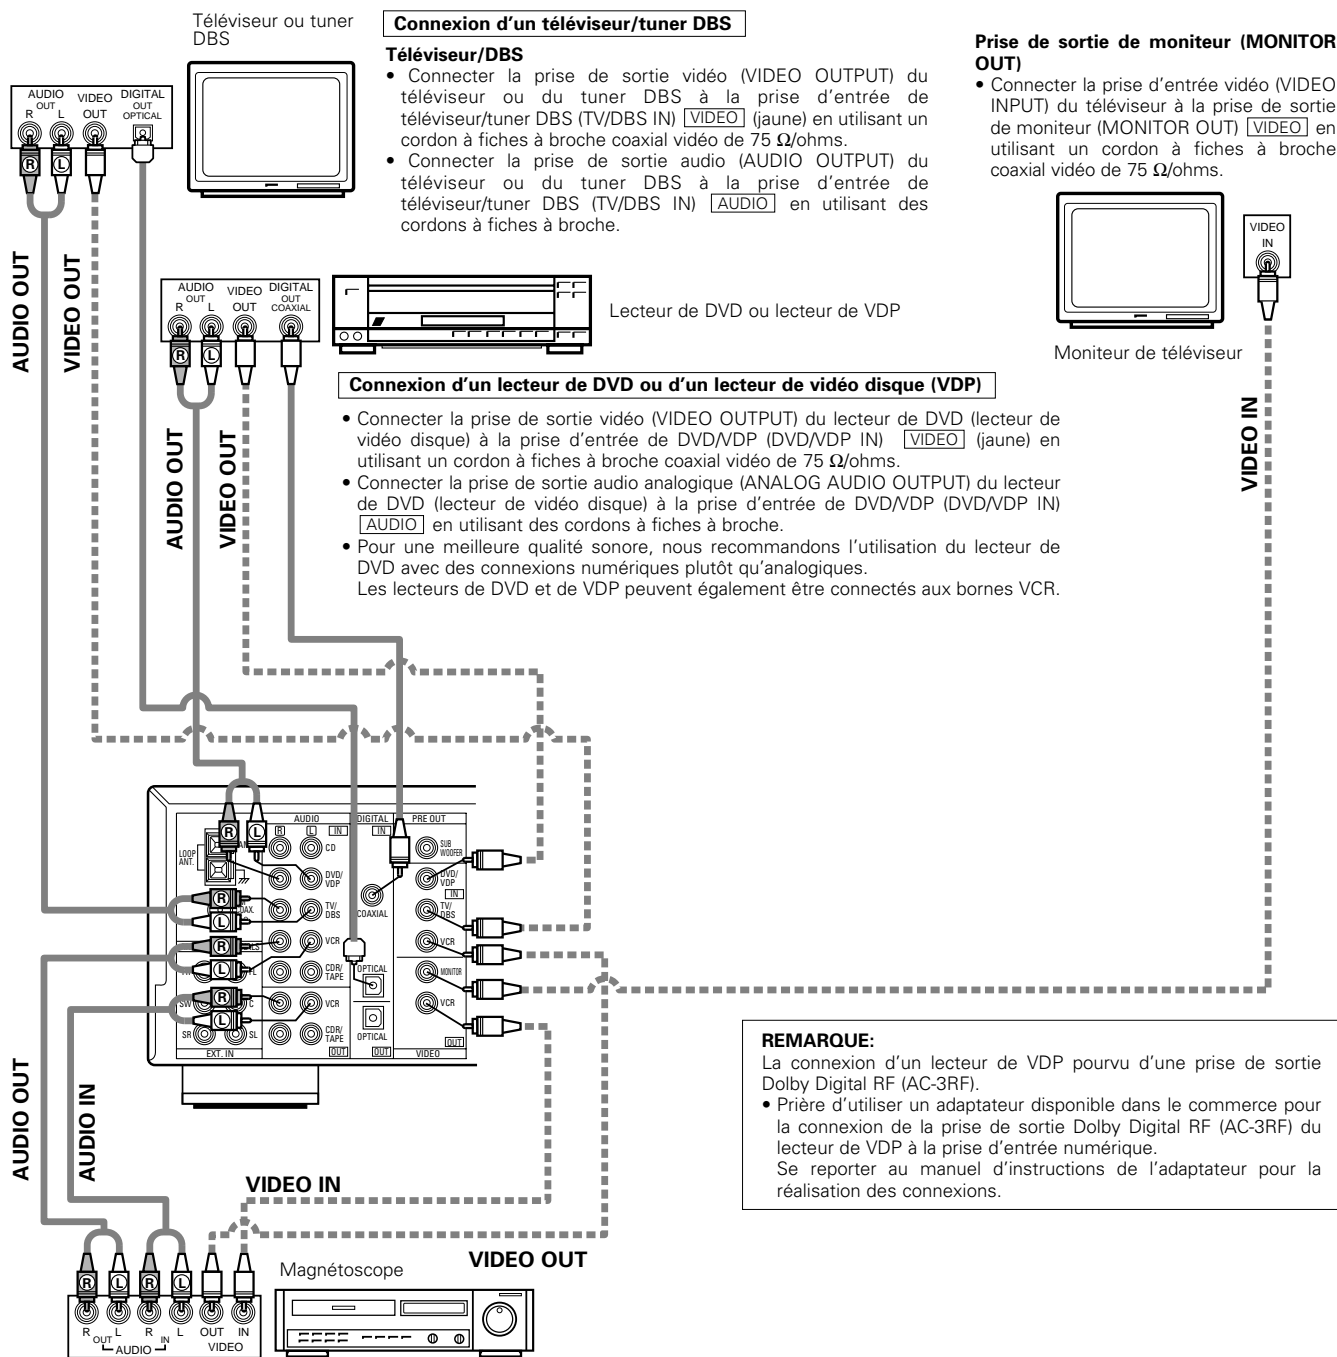 Téléviseur ou tuner
DBS
Connexion d'un téléviseur/tuner DBS
Téléviseur/DBS
• Connecter la prise de sortie vidéo (VIDEO OUTPUT) du
téléviseur ou du tuner DBS à la prise d'entrée de
téléviseur/tuner DBS (TV/DBS IN) VIDEO (jaune) en utilisant un
cordon à fiches à broche coaxial vidéo de 75 Ω/ohms.
• Connecter la prise de sortie audio (AUDIO OUTPUT) du
téléviseur ou du tuner DBS à la prise d'entrée de
téléviseur/tuner DBS (TV/DBS IN) AUDIO en utilisant des
cordons à fiches à broche.
Prise de sortie de moniteur (MONITOR
OUT)
• Connecter la prise d'entrée vidéo (VIDEO
INPUT) du téléviseur à la prise de sortie
de moniteur (MONITOR OUT) VIDEO en
utilisant un cordon à fiches à broche
coaxial vidéo de 75 Ω/ohms.
AUDIO VIDEO DIGITAL
OUT OUT
R L OUT OPTICAL
R L
AUDIO OUT
VIDEO OUT
VIDEO
IN
Moniteur de téléviseur
VIDEO IN
AUDIO VIDEO DIGITAL
OUT OUT
R L OUT COAXIAL
R L
AUDIO OUT
VIDEO OUT
Lecteur de DVD ou lecteur de VDP
Connexion d'un lecteur de DVD ou d'un lecteur de vidéo disque (VDP)
• Connecter la prise de sortie vidéo (VIDEO OUTPUT) du lecteur de DVD (lecteur de
vidéo disque) à la prise d'entrée de DVD/VDP (DVD/VDP IN) VIDEO (jaune) en
utilisant un cordon à fiches à broche coaxial vidéo de 75 Ω/ohms.
• Connecter la prise de sortie audio analogique (ANALOG AUDIO OUTPUT) du lecteur
de DVD (lecteur de vidéo disque) à la prise d'entrée de DVD/VDP (DVD/VDP IN)
AUDIO en utilisant des cordons à fiches à broche.
• Pour une meilleure qualité sonore, nous recommandons l'utilisation du lecteur de
DVD avec des connexions numériques plutôt qu'analogiques.
Les lecteurs de DVD et de VDP peuvent également être connectés aux bornes VCR.
AUDIO DIGITAL PRE OUT
R L IN IN
R L
LOOP
ANT.
CD
SUB
WOOFER
DVD/
VDP
DVD/
VDP
IN
R
L
TV/
DBS
COAXIAL
TV/
DBS
R
L
VCR
VCR
CDR/
TAPE
OPTICAL
MONITOR
R
L
SW C
VCR
VCR
SR SL
CDR/
TAPE
OPTICAL
OUT
EXT. IN OUT OUT VIDEO
AUDIO OUT
AUDIO IN
VIDEO IN
VIDEO OUT
REMARQUE:
La connexion d'un lecteur de VDP pourvu d'une prise de sortie
Dolby Digital RF (AC-3RF).
• Prière d'utiliser un adaptateur disponible dans le commerce pour
la connexion de la prise de sortie Dolby Digital RF (AC-3RF) du
lecteur de VDP à la prise d'entrée numérique.
Se reporter au manuel d'instructions de l'adaptateur pour la
réalisation des connexions.
Magnétoscope
R L R L
R L R L OUT IN
OUT IN
AUDIO VIDEO